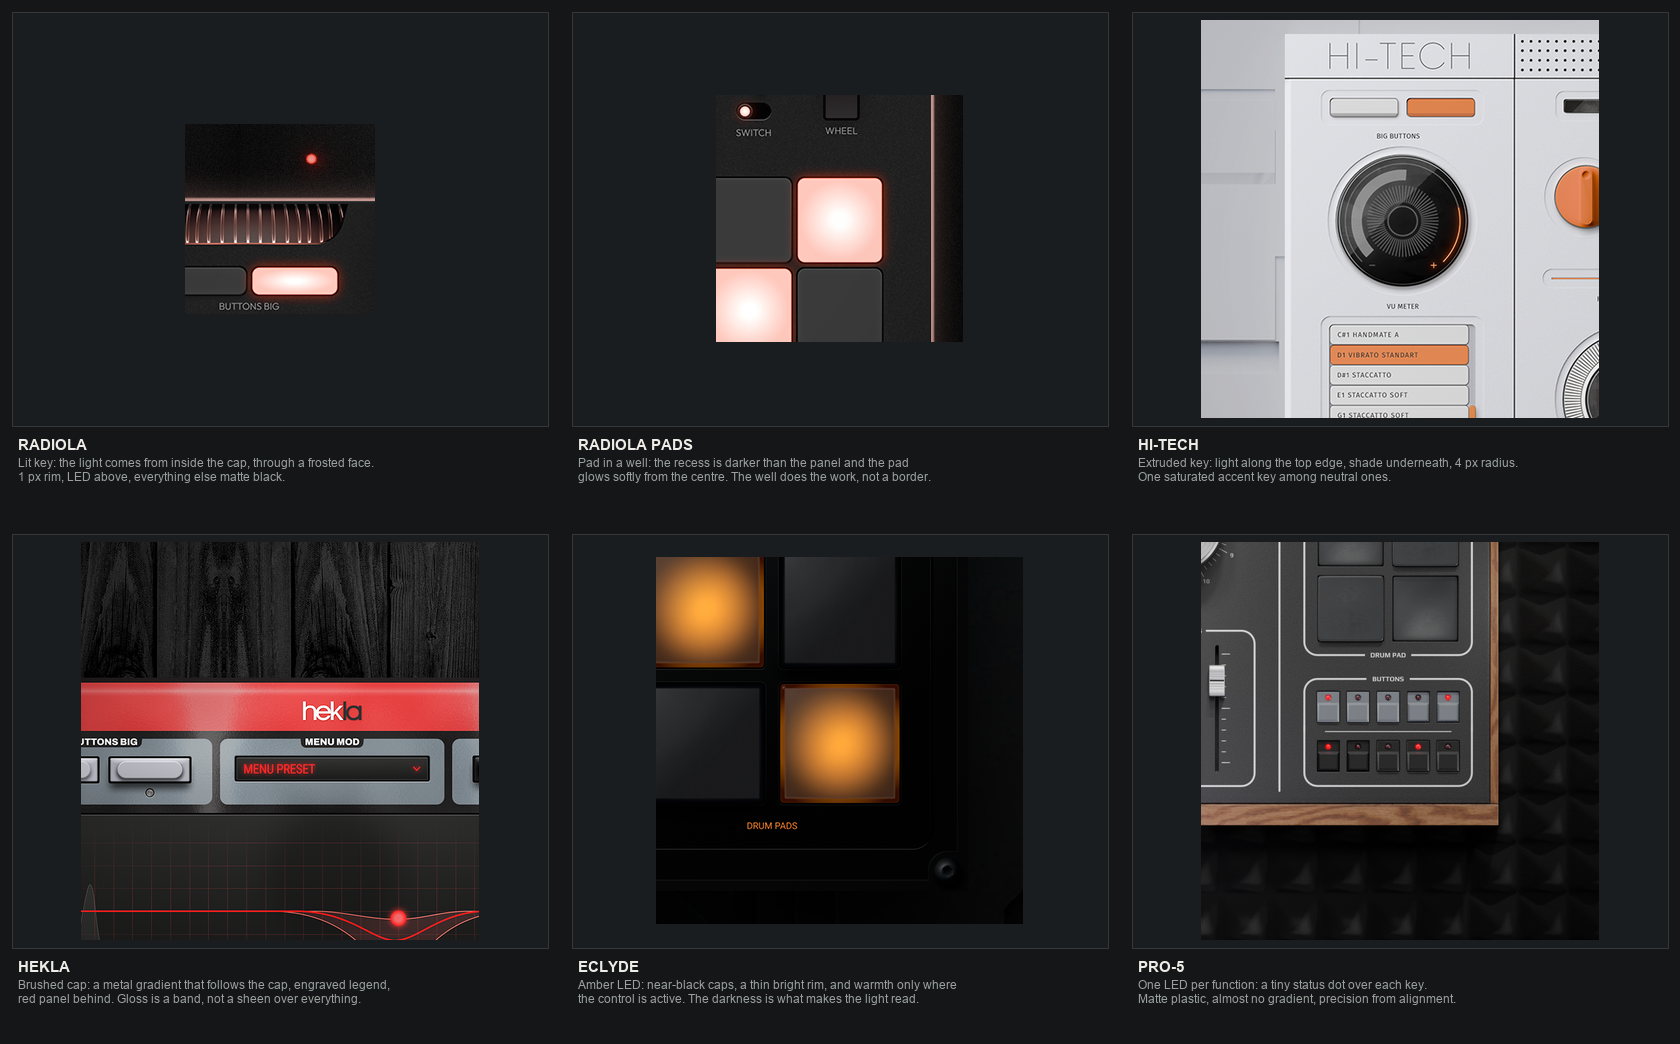 SWITCH
WHEEL
BUTTONS BIG
HI-TECH
BIG BUTTONS
VU METER
C#1 HANDMATE A
D1 VIBRATO STANDART
D#1 STACCATTO
E1 STACCATTO SOFT
G1 STACCATTO SOFT
RADIOLA
Lit key: the light comes from inside the cap, through a frosted face.
1 px rim, LED above, everything else matte black.
RADIOLA PADS
Pad in a well: the recess is darker than the panel and the pad
glows softly from the centre. The well does the work, not a border.
HI-TECH
Extruded key: light along the top edge, shade underneath, 4 px radius.
One saturated accent key among neutral ones.
hekla
UTTONS BIG
MENU MOD
MENU PRESET
DRUM PADS
9
10
DRUM PAD
BUTTONS
HEKLA
Brushed cap: a metal gradient that follows the cap, engraved legend,
red panel behind. Gloss is a band, not a sheen over everything.
ECLYDE
Amber LED: near-black caps, a thin bright rim, and warmth only where
the control is active. The darkness is what makes the light read.
PRO-5
One LED per function: a tiny status dot over each key.
Matte plastic, almost no gradient, precision from alignment.